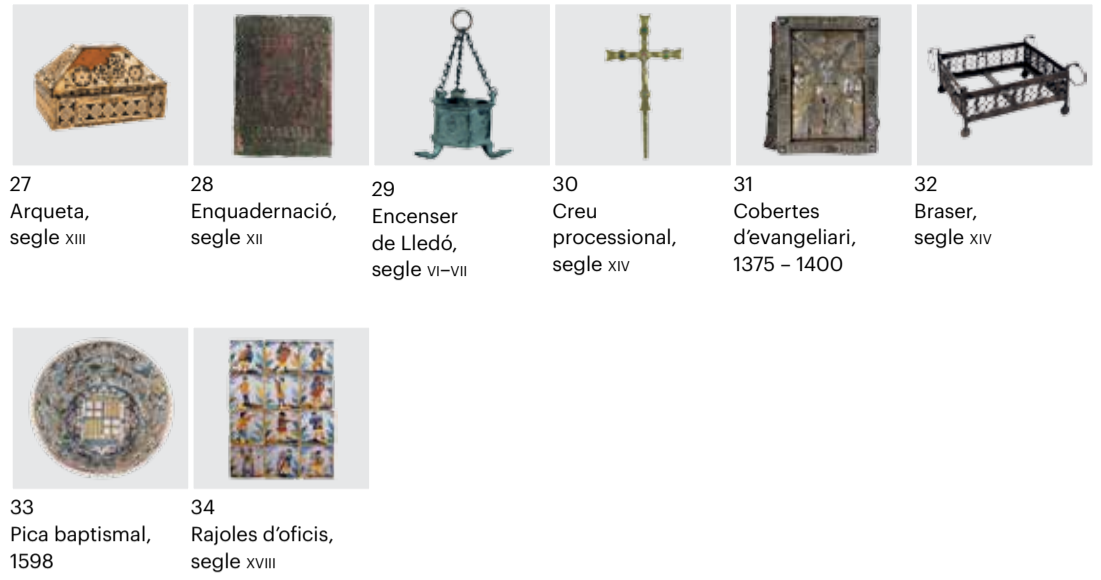 27
Arqueta,
segle XIII
28
Enquadernació,
segle XII
29
Encenser
de Lledó,
segle VI–VII
30
Creu
processional,
segle XIV
31
Cobertes
d’evangeliari,
1375 – 1400
32
Braser,
segle XIV
33
Pica baptismal,
1598
34
Rajoles d’oficis,
segle XVIII